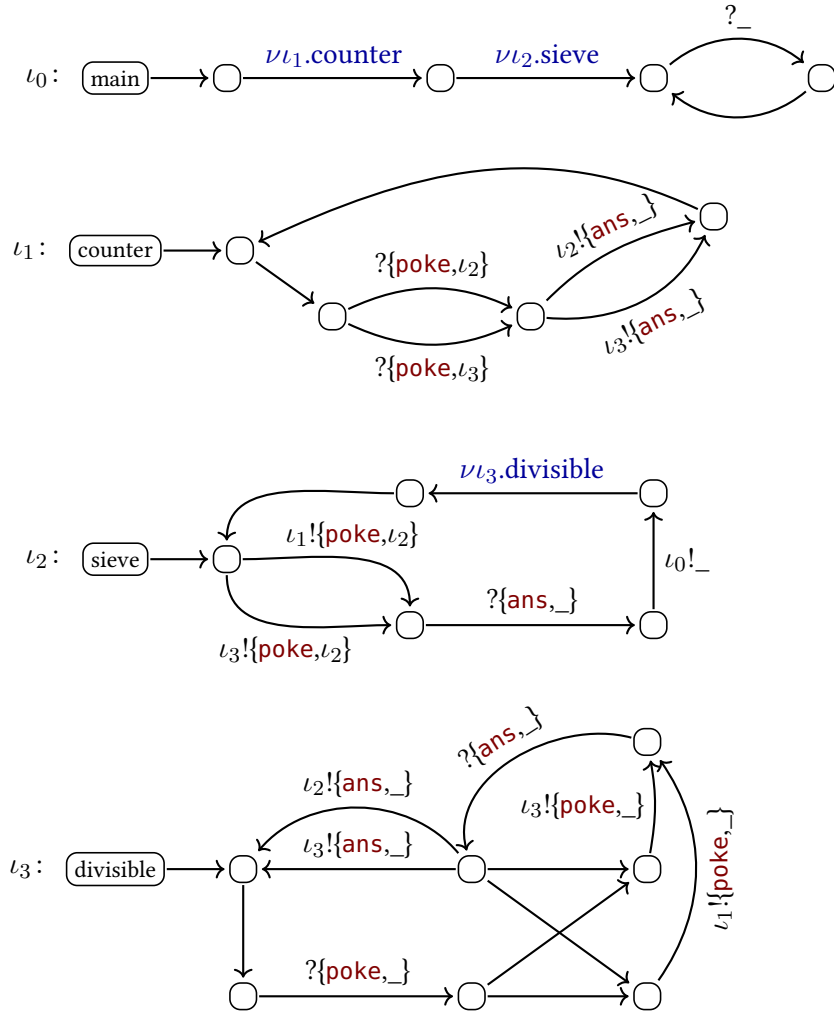 ?_
ι₀: main νι₁.counter νι₂.sieve
ι₁: counter
?{poke,ι₂}
?{poke,ι₃}
ι₂!{ans,_}
ι₃!{ans,_}
νι₃.divisible
ι₂: sieve
ι₁!{poke,ι₂}
ι₃!{poke,ι₂}
?{ans,_}
ι₀!_
?{ans,_}
ι₂!{ans,_}
ι₃!{ans,_}
ι₃!{poke,_}
ι₁!{poke,_}
ι₃: divisible
?{poke,_}